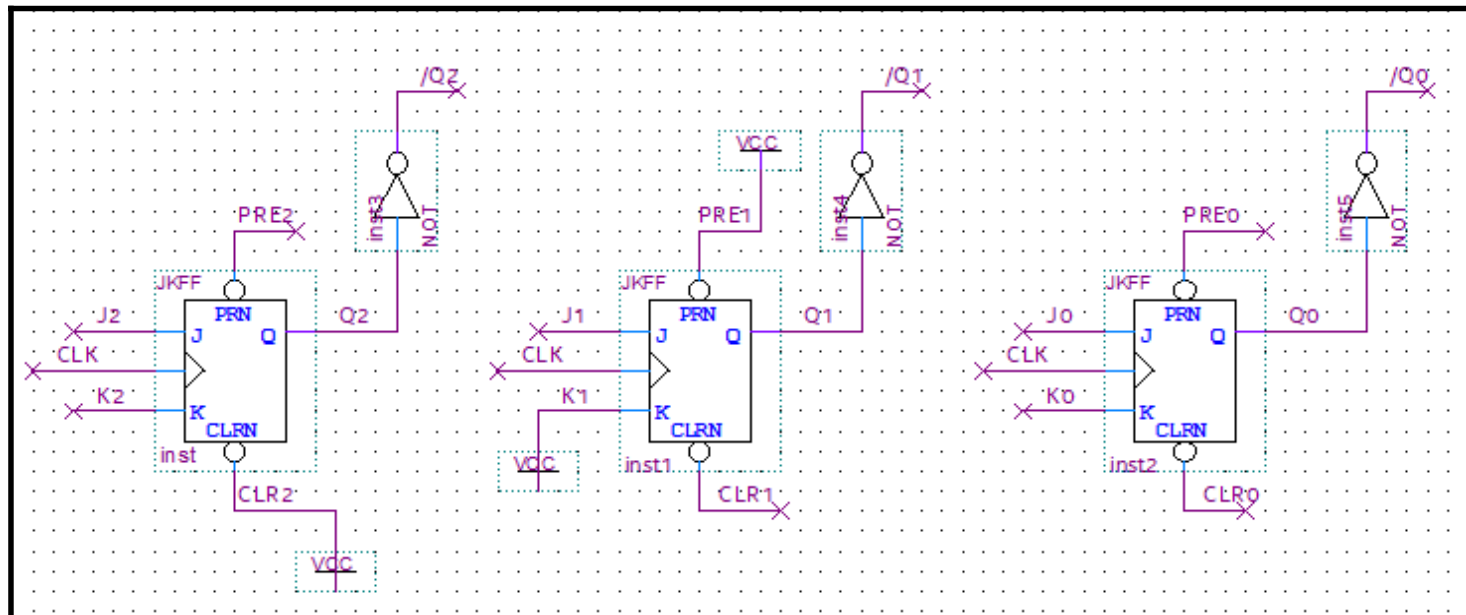 /Q2 /Q1 /Q0
VCC
inst3 NOT inst4 NOT inst5 NOT
PRE2 PRE1 PRE0
JKFF JKFF JKFF
PRN PRN PRN
J2 J Q Q2 J1 J Q Q1 J0 J Q Q0
CLK CLK CLK
K2 K K1 K K0 K
CLRN CLRN CLRN
inst inst1 inst2
VCC
CLR2 CLR1 CLR0
VCC